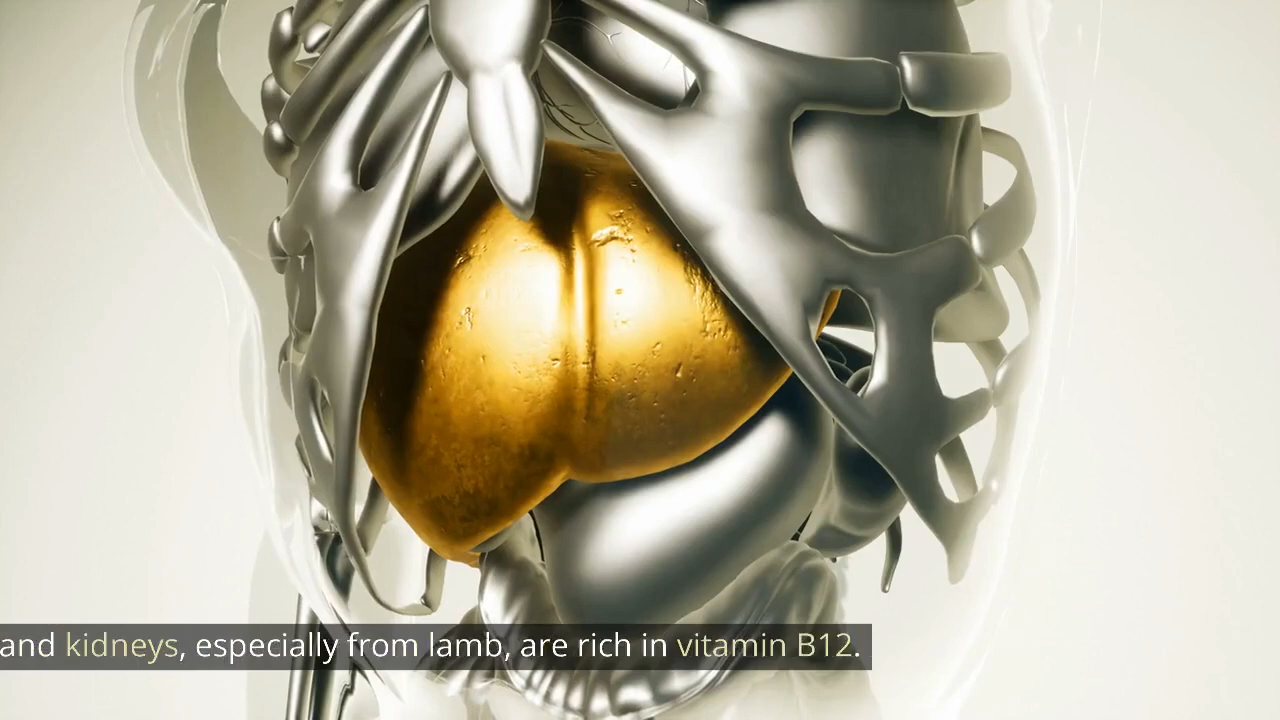 and kidneys, especially from lamb, are rich in vitamin B12.